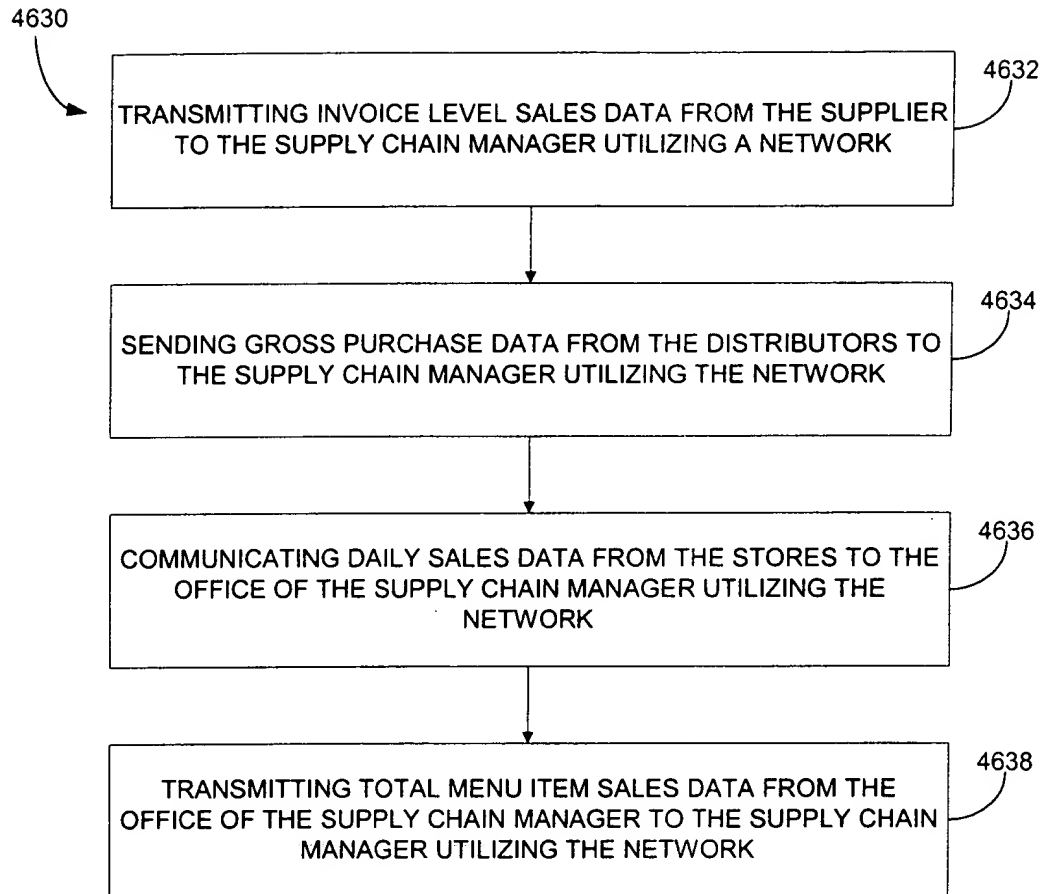 4630
4632
TRANSMITTING INVOICE LEVEL SALES DATA FROM THE SUPPLIER
TO THE SUPPLY CHAIN MANAGER UTILIZING A NETWORK
4634
SENDING GROSS PURCHASE DATA FROM THE DISTRIBUTORS TO
THE SUPPLY CHAIN MANAGER UTILIZING THE NETWORK
4636
COMMUNICATING DAILY SALES DATA FROM THE STORES TO THE
OFFICE OF THE SUPPLY CHAIN MANAGER UTILIZING THE
NETWORK
4638
TRANSMITTING TOTAL MENU ITEM SALES DATA FROM THE
OFFICE OF THE SUPPLY CHAIN MANAGER TO THE SUPPLY CHAIN
MANAGER UTILIZING THE NETWORK